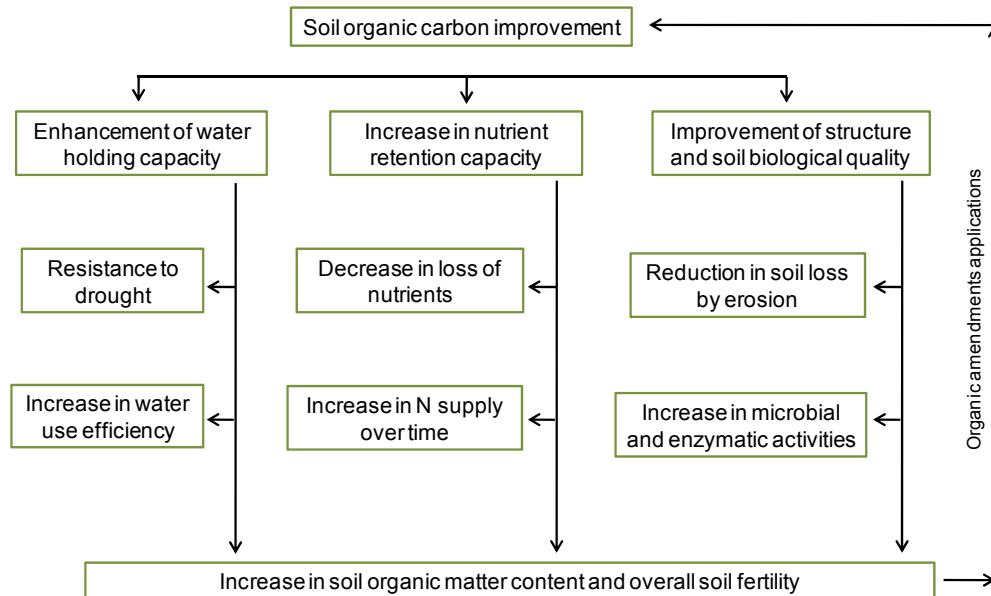 Soil organic carbon improvement
Enhancement of water
holding capacity
Increase in nutrient
retention capacity
Improvement of structure
and soil biological quality
Resistance to
drought
Decrease in loss of
nutrients
Reduction in soil loss
by erosion
Increase in water
use efficiency
Increase in N supply
over time
Increase in microbial
and enzymatic activities
Organic amendments applications
Increase in soil organic matter content and overall soil fertility